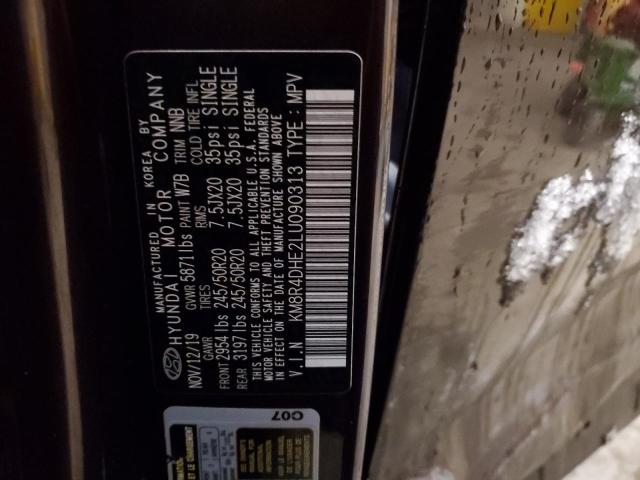 MANUFACTURED IN KOREA BY
HYUNDAI MOTOR COMPANY
NOV/12/19 GVWR 5871lbs PAINT W7B TRIM NNB
GAWR TIRES RIMS COLD TIRE INFL
FRONT 2954 lbs 245/50R20 7.5JX20 35psi SINGLE
REAR 3197 lbs 245/50R20 7.5JX20 35psi SINGLE
THIS VEHICLE CONFORMS TO ALL APPLICABLE U.S.A. FEDERAL
MOTOR VEHICLE SAFETY AND THEFT PREVENTION STANDARDS
IN EFFECT ON THE DATE OF MANUFACTURE SHOWN ABOVE
V.I.N KM8R4DHE2LU090313 TYPE : MPV
C07
ET LE CHARGEMENT